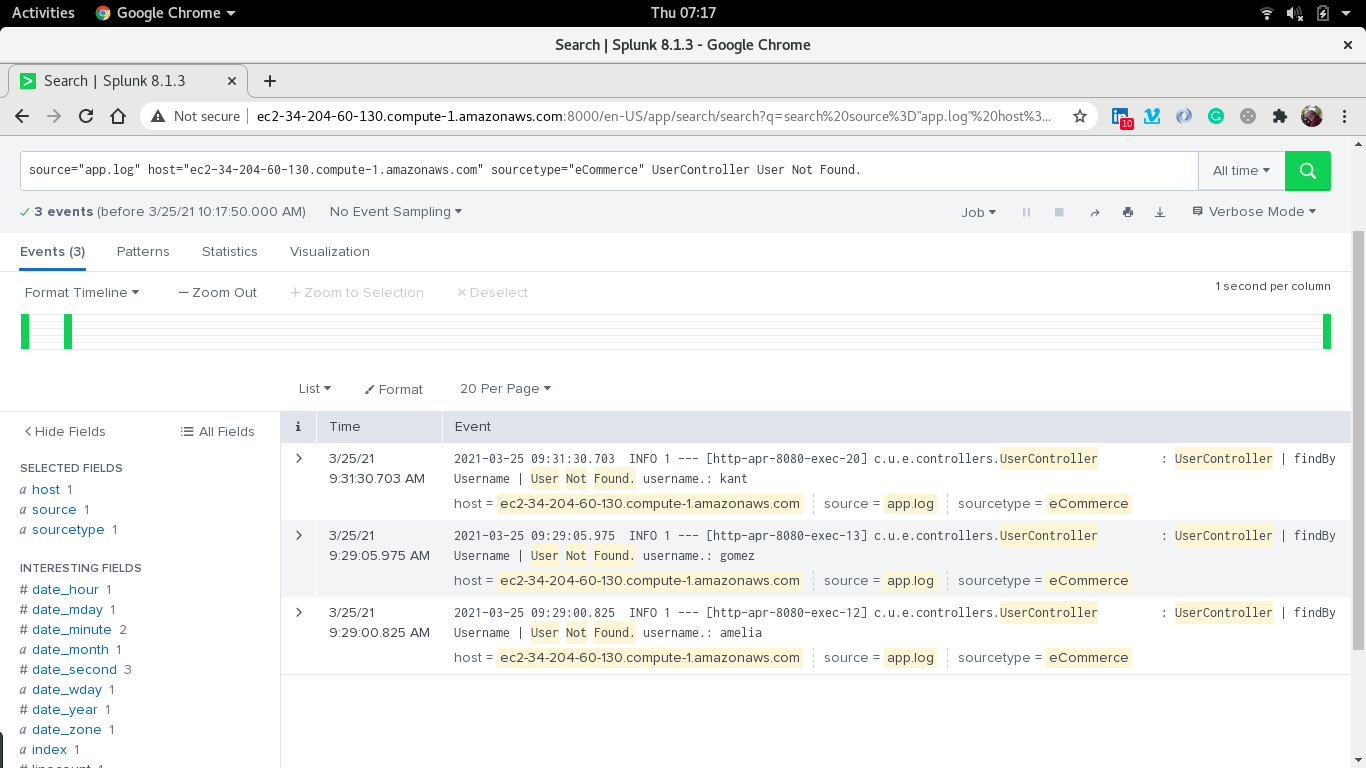 Activities Google Chrome Thu 07:17
Search | Splunk 8.1.3 - Google Chrome
Search | Splunk 8.1.3
Not secure ec2-34-204-60-130.compute-1.amazonaws.com:8000/en-US/app/search/search?q=search%20source%3D"app.log"%20host%3... 10
source="app.log" host="ec2-34-204-60-130.compute-1.amazonaws.com" sourcetype="eCommerce" UserController User Not Found. All time
3 events (before 3/25/21 10:17:50.000 AM) No Event Sampling Job Verbose Mode
Events (3) Patterns Statistics Visualization
Format Timeline — Zoom Out + Zoom to Selection × Deselect 1 second per column
List Format 20 Per Page
Hide Fields All Fields
SELECTED FIELDS
a host 1
a source 1
a sourcetype 1
INTERESTING FIELDS
# date_hour 1
# date_mday 1
# date_minute 2
# date_month 1
# date_second 3
a date_wday 1
# date_year 1
a date_zone 1
a index 1
i Time Event
3/25/21 2021-03-25 09:31:30.703 INFO 1 --- [http-apr-8080-exec-20] c.u.e.controllers.UserController : UserController | findBy
9:31:30.703 AM Username | User Not Found. username.: kant
host = ec2-34-204-60-130.compute-1.amazonaws.com source = app.log sourcetype = eCommerce
3/25/21 2021-03-25 09:29:05.975 INFO 1 --- [http-apr-8080-exec-13] c.u.e.controllers.UserController : UserController | findBy
9:29:05.975 AM Username | User Not Found. username.: gomez
host = ec2-34-204-60-130.compute-1.amazonaws.com source = app.log sourcetype = eCommerce
3/25/21 2021-03-25 09:29:00.825 INFO 1 --- [http-apr-8080-exec-12] c.u.e.controllers.UserController : UserController | findBy
9:29:00.825 AM Username | User Not Found. username.: amelia
host = ec2-34-204-60-130.compute-1.amazonaws.com source = app.log sourcetype = eCommerce